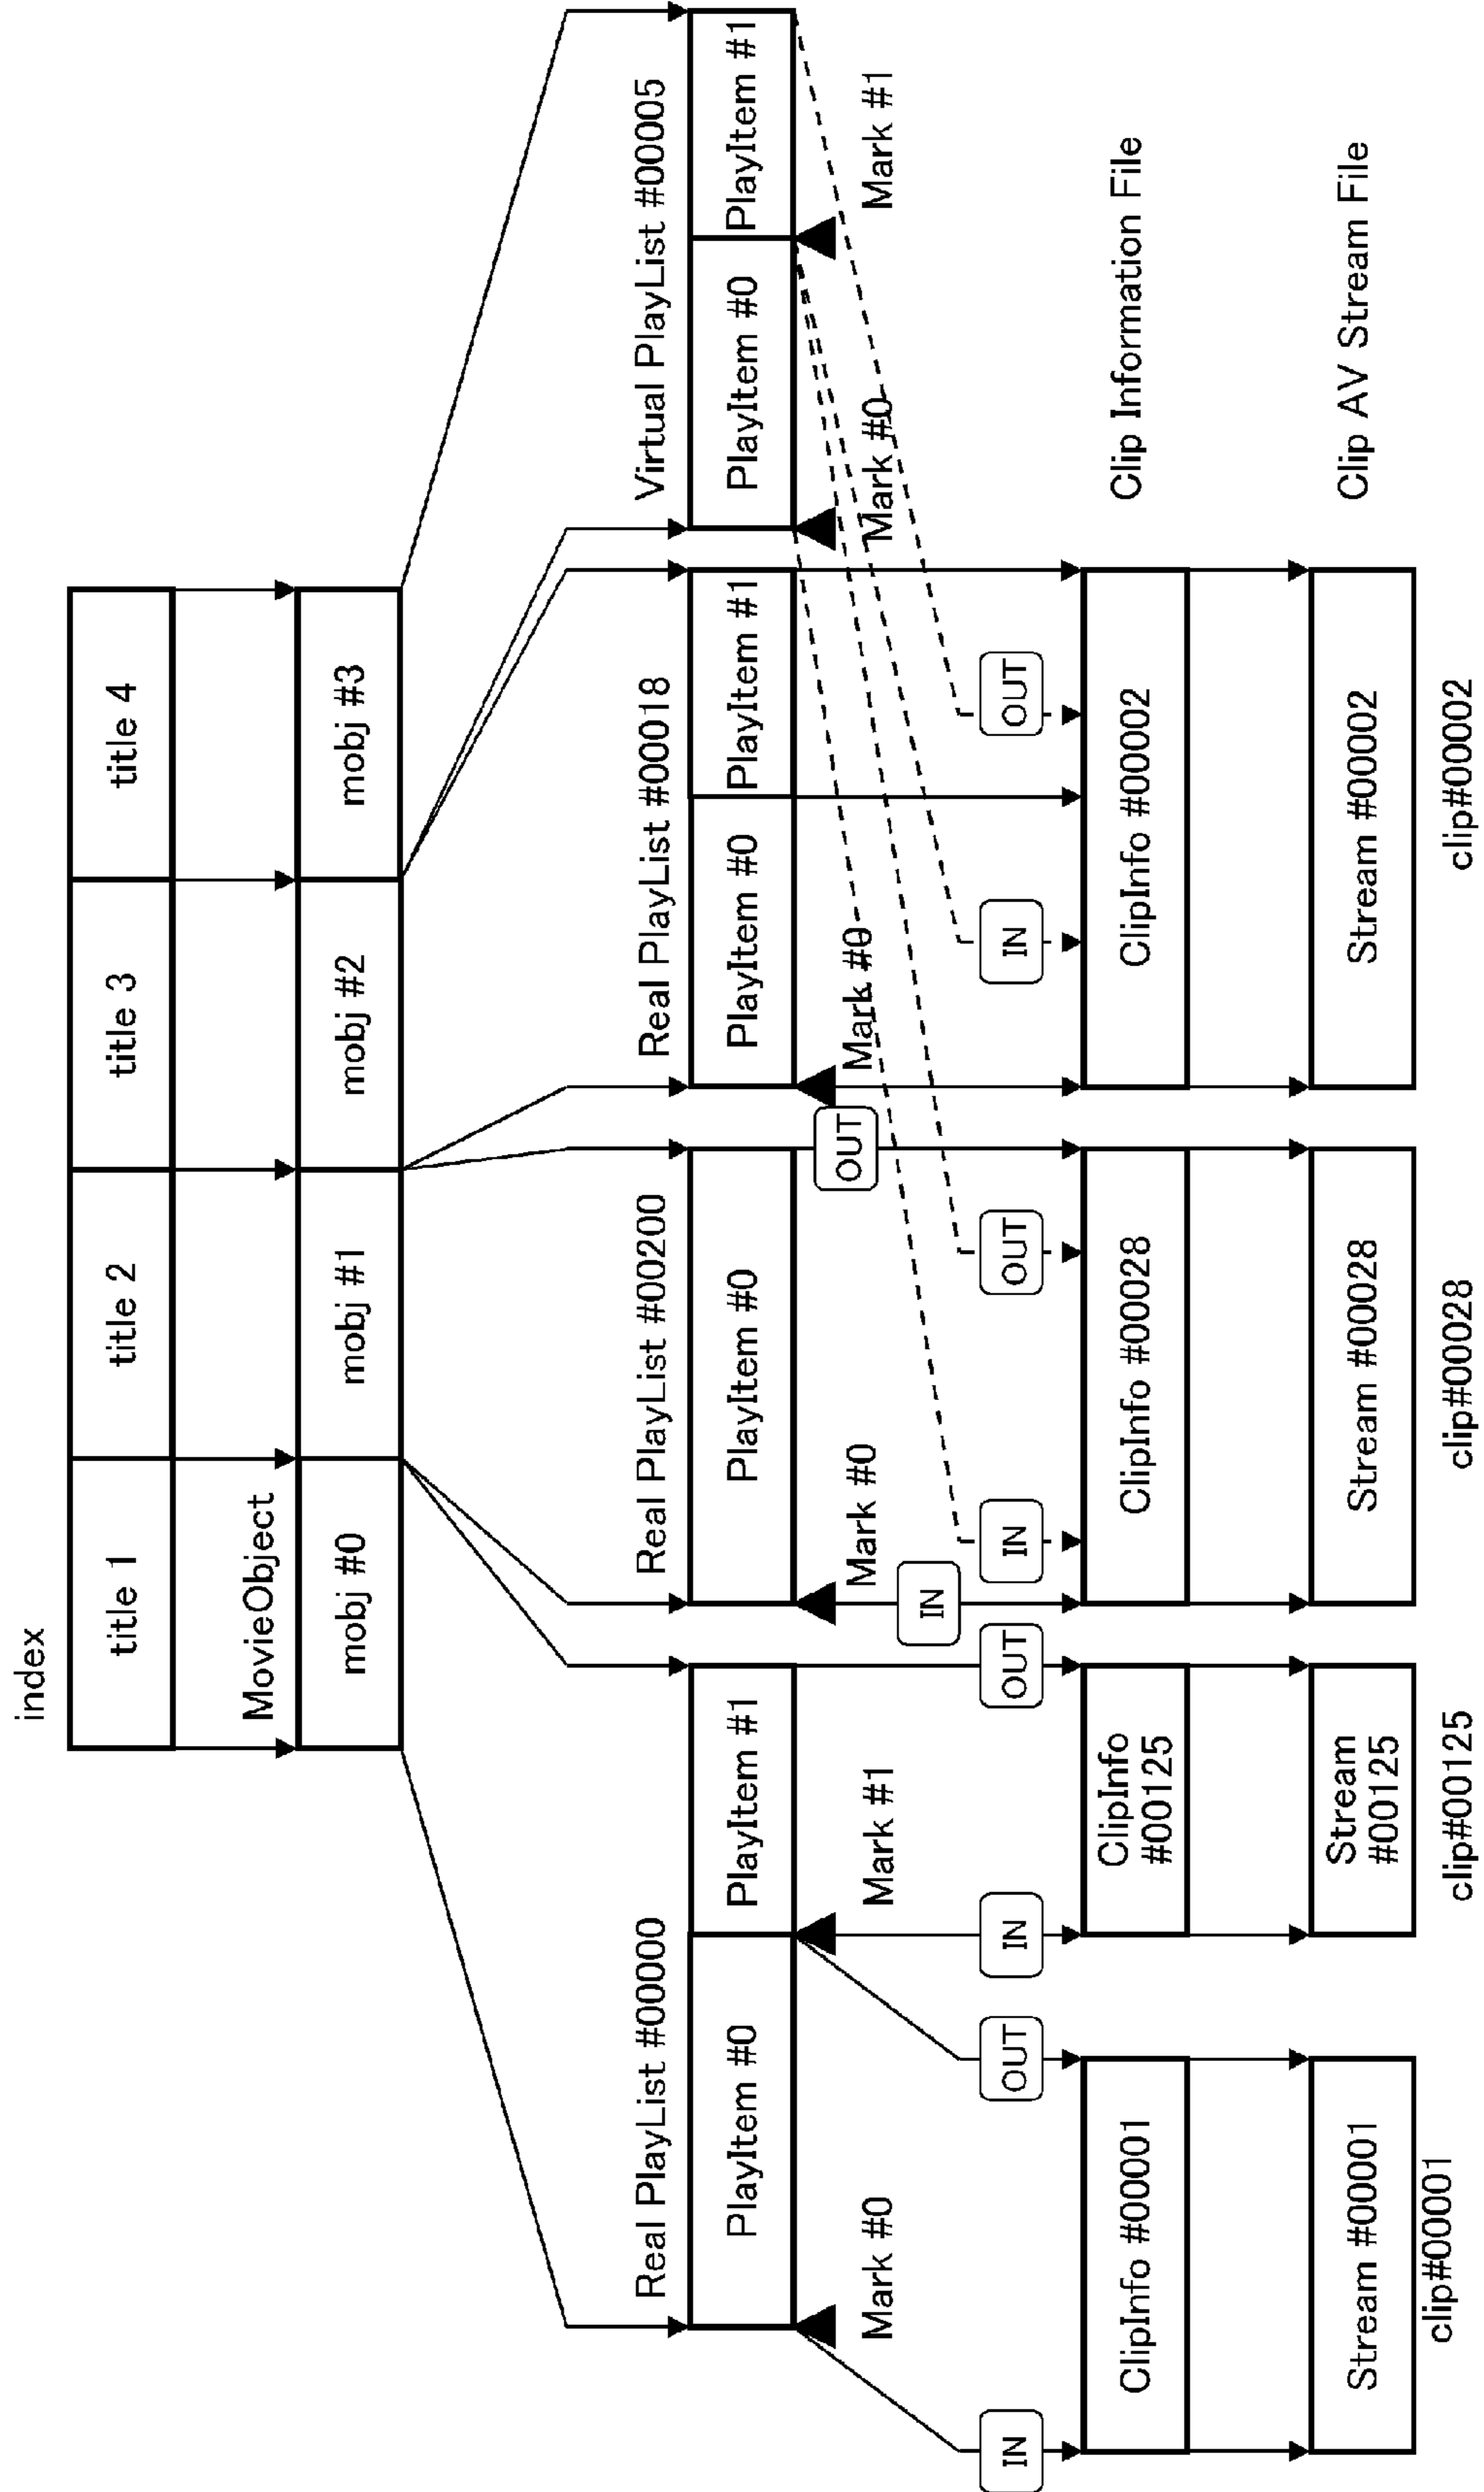 index
title 1
title 2
title 3
title 4
MovieObject
mobj #0
mobj #1
mobj #2
mobj #3
Real PlayList #00000
Real PlayList #00200
Real PlayList #00018
Virtual PlayList #00005
PlayItem #0
PlayItem #1
PlayItem #0
PlayItem #0
PlayItem #1
PlayItem #0
PlayItem #1
Mark #0
Mark #1
Mark #0
Mark #0
Mark #0
Mark #1
OUT
IN
IN
OUT
IN
OUT
IN
OUT
IN
OUT
ClipInfo #00001
ClipInfo
#00125
ClipInfo #00028
ClipInfo #00002
Clip Information File
Stream #00001
Stream
#00125
Stream #00028
Stream #00002
Clip AV Stream File
clip#00001
clip#00125
clip#00028
clip#00002